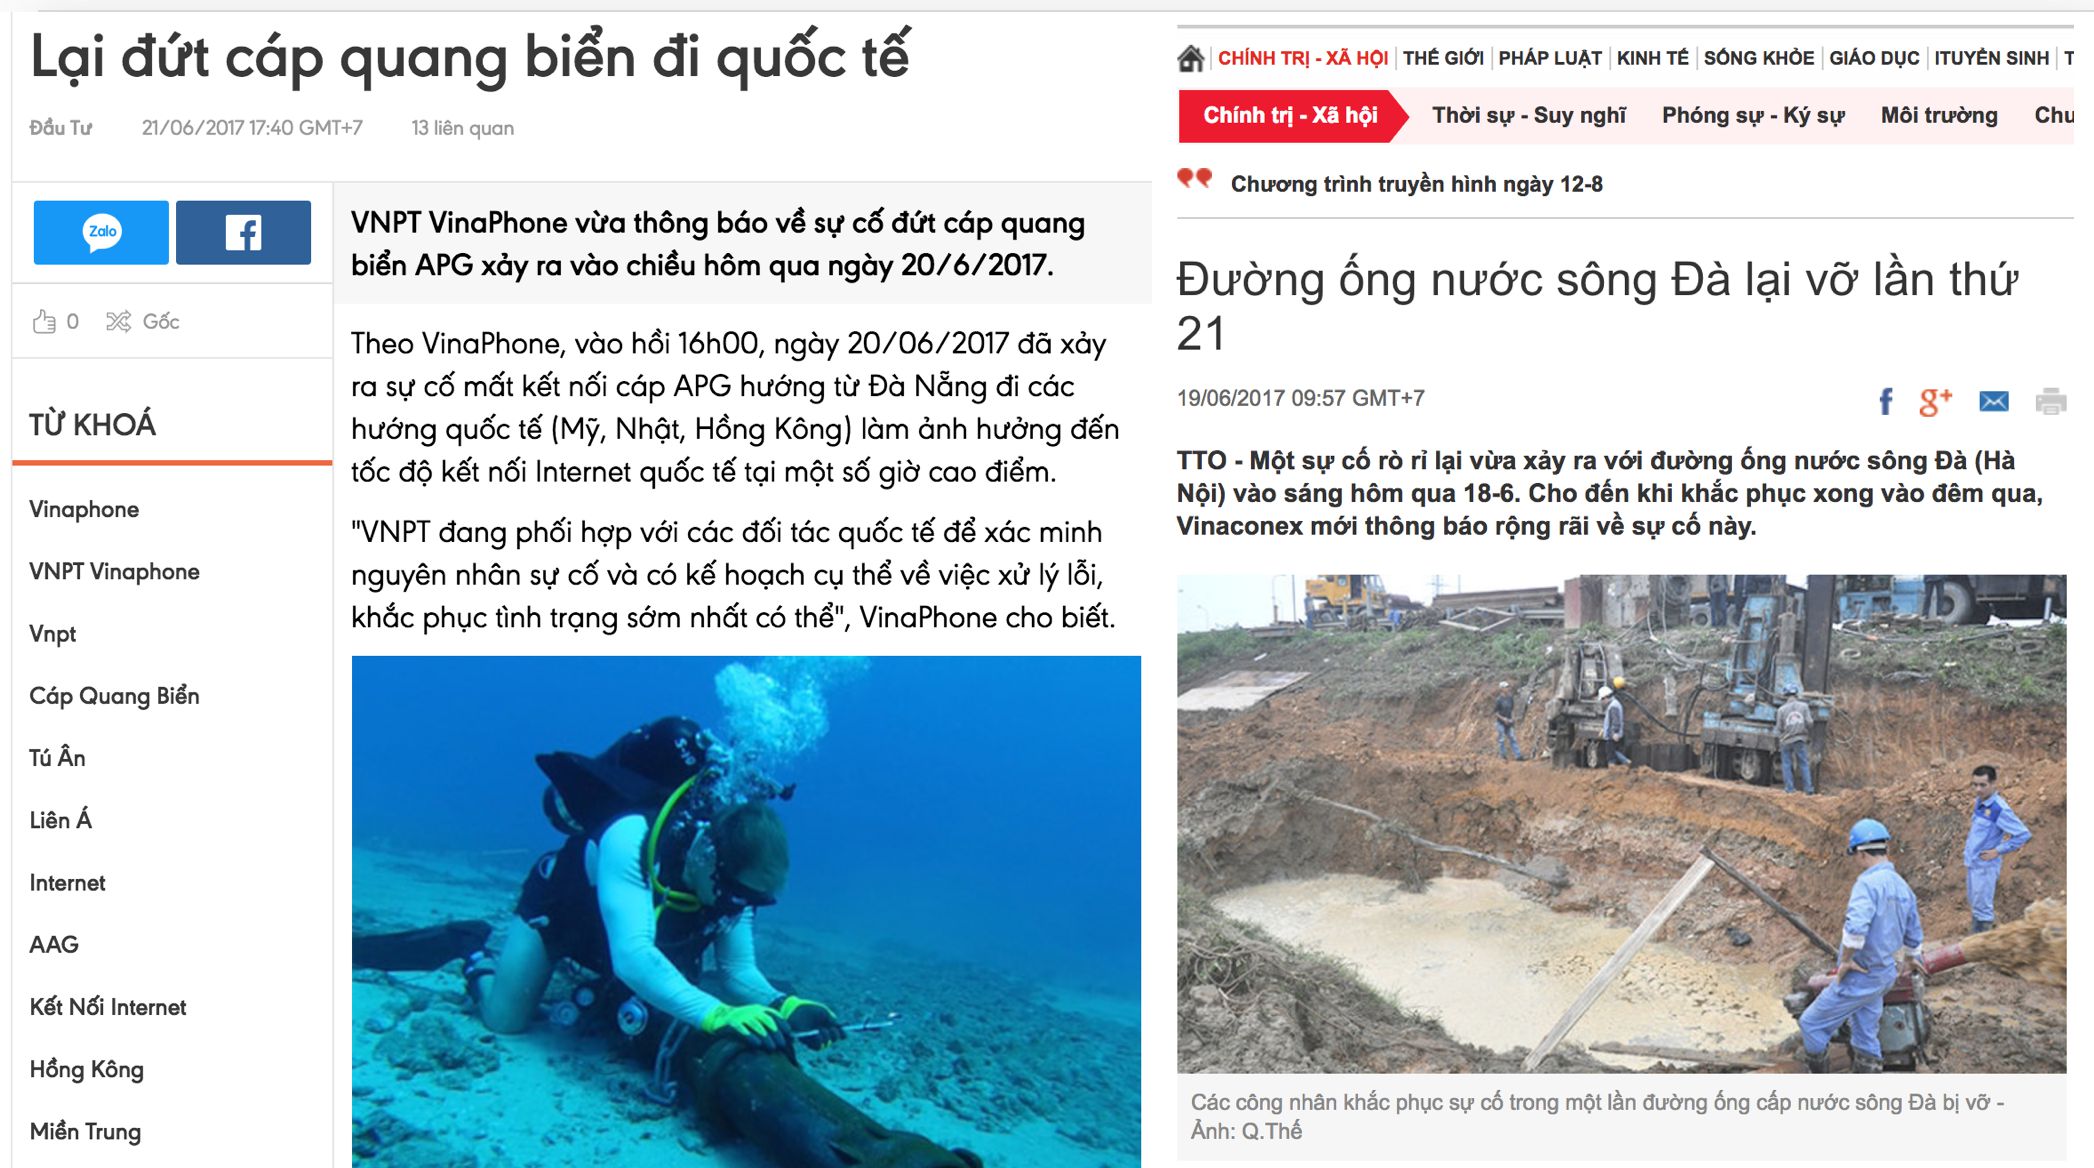 Lại đứt cáp quang biển đi quốc tế
Đầu Tư 21/06/2017 17:40 GMT+7 13 liên quan
Zalo
0 Gốc
TỪ KHOÁ
Vinaphone
VNPT Vinaphone
Vnpt
Cáp Quang Biển
Tú Ân
Liên Á
Internet
AAG
Kết Nối Internet
Hồng Kông
Miền Trung
VNPT VinaPhone vừa thông báo về sự cố đứt cáp quang
biển APG xảy ra vào chiều hôm qua ngày 20/6/2017.
Theo VinaPhone, vào hồi 16h00, ngày 20/06/2017 đã xảy
ra sự cố mất kết nối cáp APG hướng từ Đà Nẵng đi các
hướng quốc tế (Mỹ, Nhật, Hồng Kông) làm ảnh hưởng đến
tốc độ kết nối Internet quốc tế tại một số giờ cao điểm.
"VNPT đang phối hợp với các đối tác quốc tế để xác minh
nguyên nhân sự cố và có kế hoạch cụ thể về việc xử lý lỗi,
khắc phục tình trạng sớm nhất có thể", VinaPhone cho biết.
CHÍNH TRỊ - XÃ HỘI THẾ GIỚI PHÁP LUẬT KINH TẾ SỐNG KHỎE GIÁO DỤC ITUYỂN SINH T
Chính trị - Xã hội Thời sự - Suy nghĩ Phóng sự - Ký sự Môi trường Chu
Chương trình truyền hình ngày 12-8
Đường ống nước sông Đà lại vỡ lần thứ
21
19/06/2017 09:57 GMT+7
TTO - Một sự cố rò rỉ lại vừa xảy ra với đường ống nước sông Đà (Hà
Nội) vào sáng hôm qua 18-6. Cho đến khi khắc phục xong vào đêm qua,
Vinaconex mới thông báo rộng rãi về sự cố này.
Các công nhân khắc phục sự cố trong một lần đường ống cấp nước sông Đà bị vỡ -
Ảnh: Q.Thế